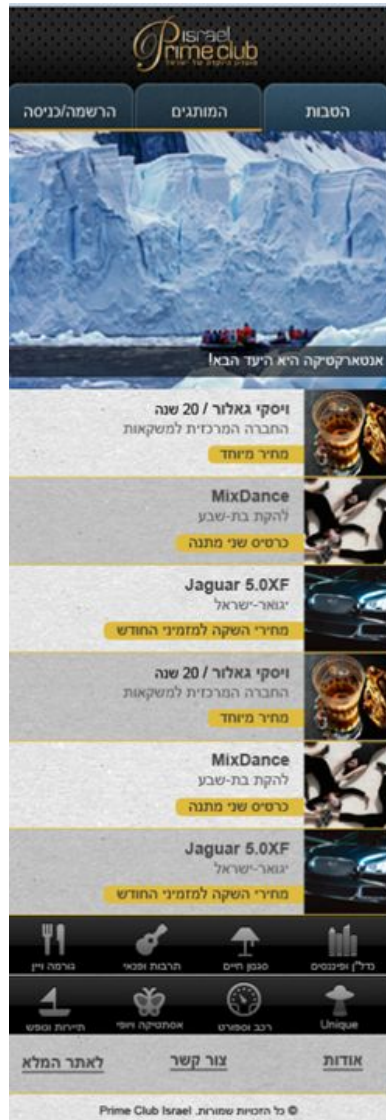 israel
Prime club
מועדון היוקרה של ישראל
הטבות
המותגים
הרשמה/כניסה
אנטארקטיקה היא היעד הבא!
ויסקי גאלור / 20 שנה
החברה המרכזית למשקאות
מחיר מיוחד
MixDance
להקת בת-שבע
כרטיס שני מתנה
Jaguar 5.0XF
יגואר-ישראל
מחירי השקה למזמיני החודש
ויסקי גאלור / 20 שנה
החברה המרכזית למשקאות
מחיר מיוחד
MixDance
להקת בת-שבע
כרטיס שני מתנה
Jaguar 5.0XF
יגואר-ישראל
מחירי השקה למזמיני החודש
נדל"ן ופיננסים
סגנון חיים
תרבות ופנאי
גורמה ויין
Unique
רכב וספורט
אסתטיקה ויופי
תיירות ונופש
אודות
צור קשר
לאתר המלא
© כל הזכויות שמורות. Prime Club Israel